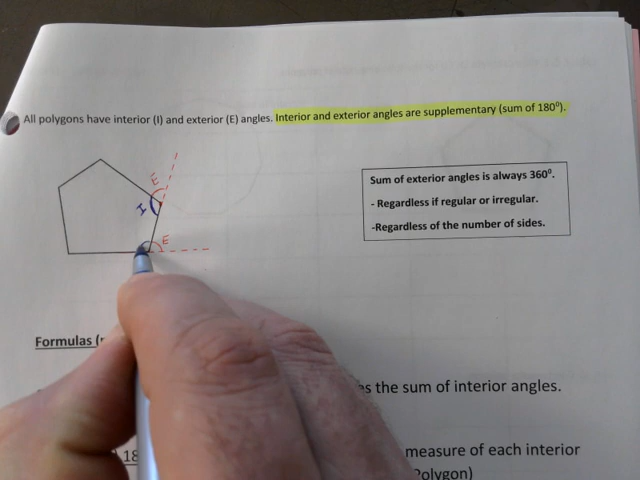 All polygons have interior (I) and exterior (E) angles. Interior and exterior angles are supplementary (sum of 180⁰).
E
I
E
Sum of exterior angles is always 360⁰.
- Regardless if regular or irregular.
-Regardless of the number of sides.
Formulas
the sum of interior angles.
measure of each interior
Polygon)